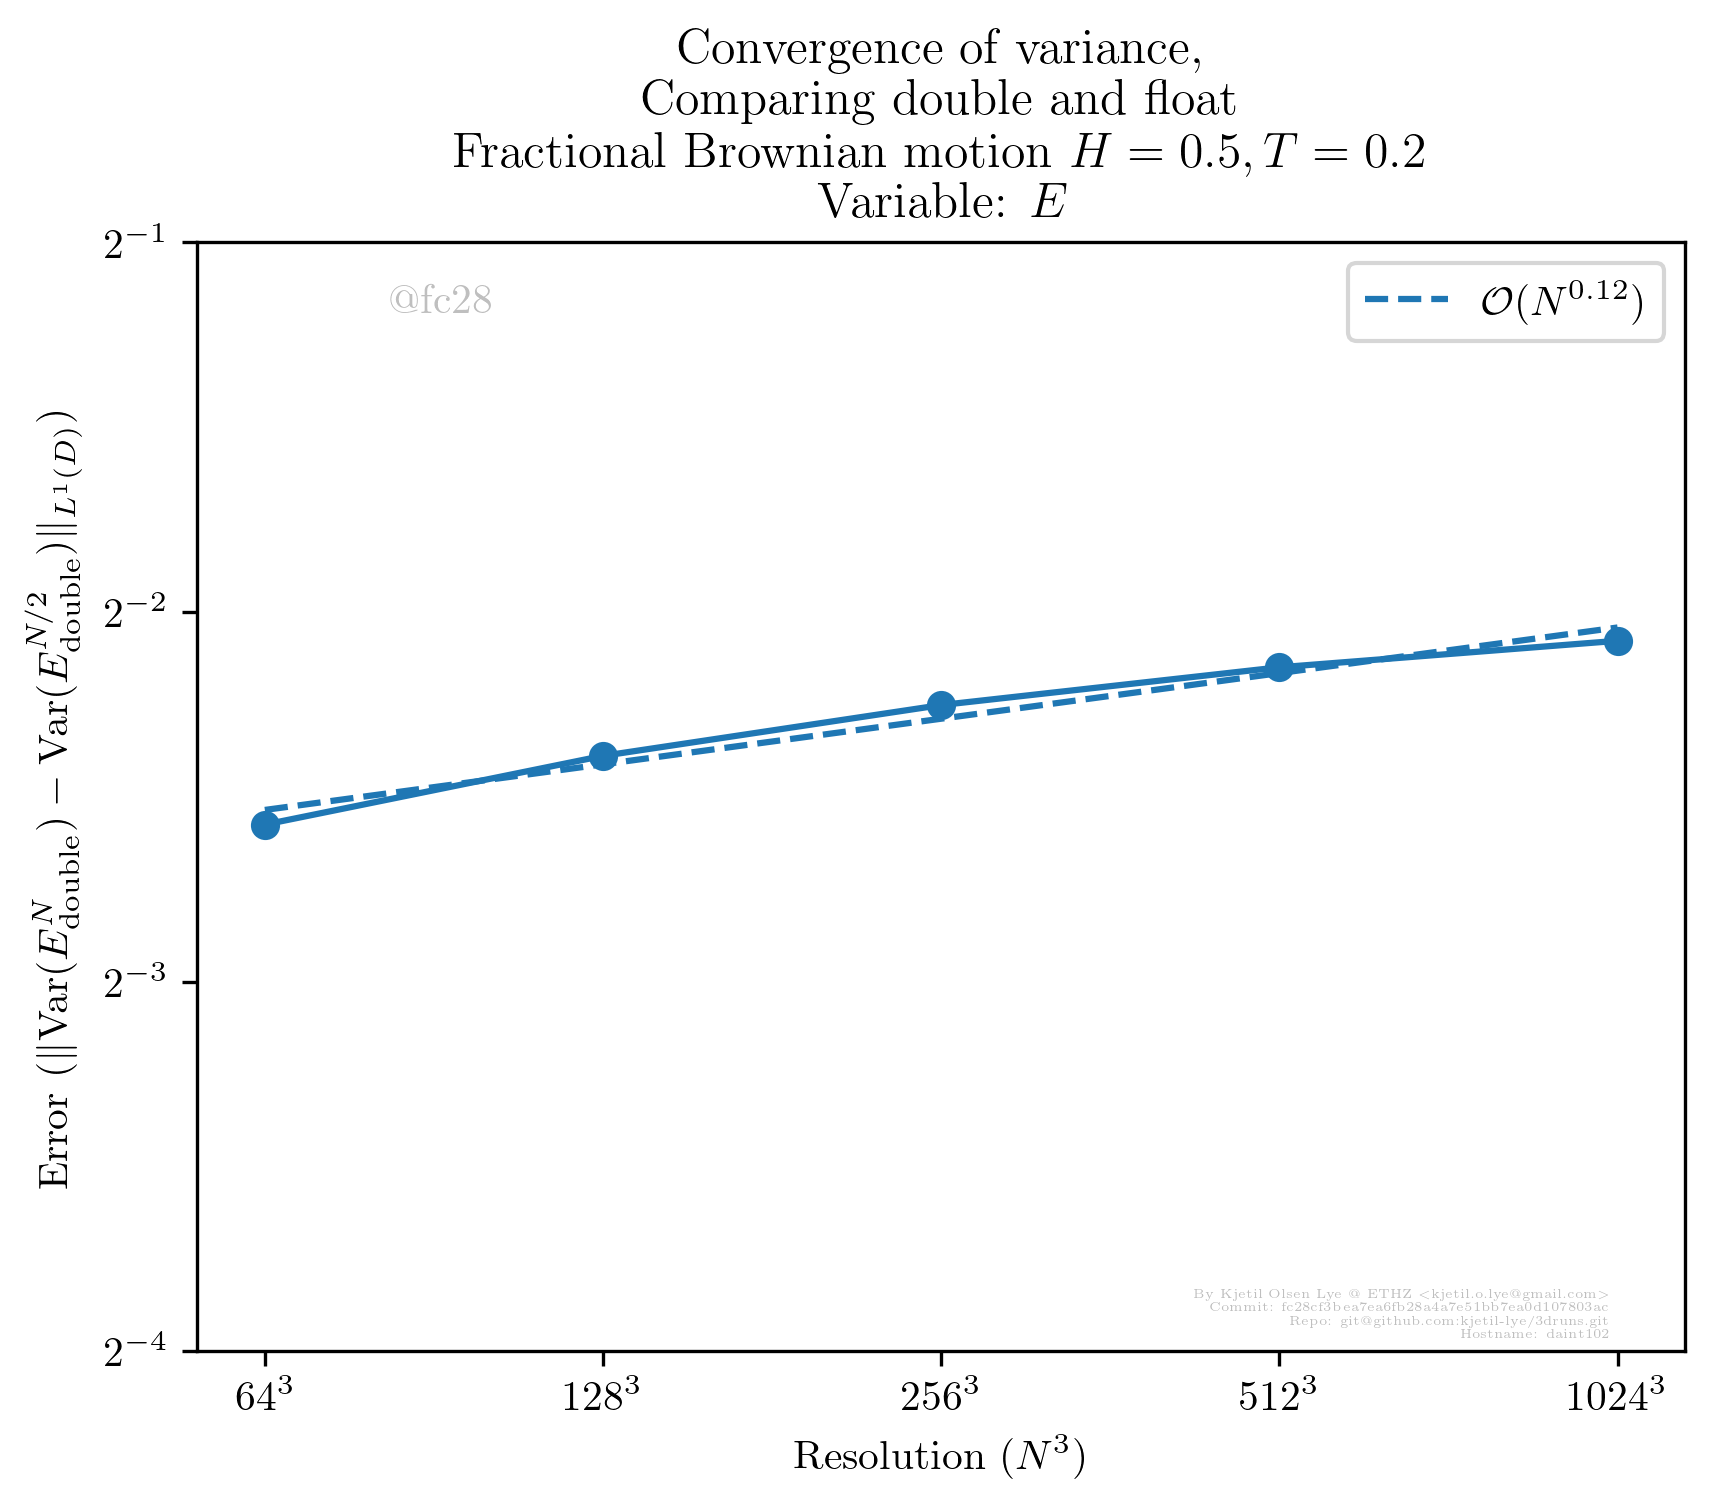 Convergence of variance,
Comparing double and float
Fractional Brownian motion H = 0.5, T = 0.2
Variable: E
2^{-1}
@fc28
O(N^{0.12})
2^{-2}
2^{-3}
2^{-4}
Error (||Var(E^{N}_{double}) − Var(E^{N/2}_{double})||_{L^1(D)})
By Kjetil Olsen Lye @ ETHZ <kjetil.o.lye@gmail.com>
Commit: fc28cf3bea7ea6fb28a4a7e51bb7ea0d107803ac
Repo: git@github.com:kjetil-lye/3druns.git
Hostname: daint102
64^3 128^3 256^3 512^3 1024^3
Resolution (N^3)